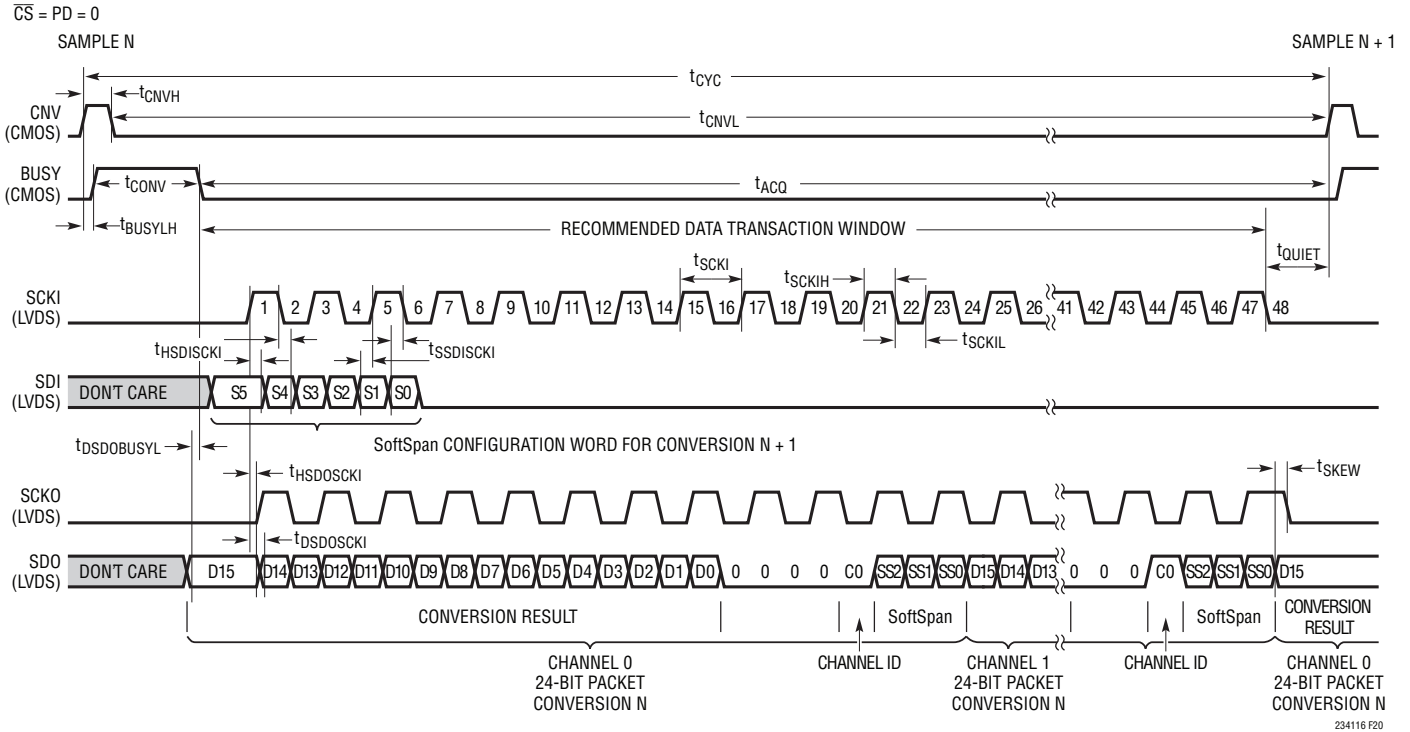 CS = PD = 0
SAMPLE N
SAMPLE N + 1
tCYC
tCNVH
CNV
(CMOS)
tCNVL
BUSY
(CMOS)
tCONV
tACQ
tBUSYLH
RECOMMENDED DATA TRANSACTION WINDOW
tQUIET
tSCKI
tSCKIH
SCKI
(LVDS)
1 2 3 4 5 6 7 8 9 10 11 12 13 14 15 16 17 18 19 20 21 22 23 24 25 26 41 42 43 44 45 46 47 48
tHSDISCKI
tSSDISCKI
tSCKIL
SDI
(LVDS)
DON'T CARE S5 S4 S3 S2 S1 S0
tDSDOBUSYL
SoftSpan CONFIGURATION WORD FOR CONVERSION N + 1
tHSDOSCKI
tSKEW
SCKO
(LVDS)
tDSDOSCKI
SDO
(LVDS)
DON'T CARE D15 D14 D13 D12 D11 D10 D9 D8 D7 D6 D5 D4 D3 D2 D1 D0 0 0 0 0 C0 SS2 SS1 SS0 D15 D14 D13 0 0 0 C0 SS2 SS1 SS0 D15
CONVERSION RESULT
SoftSpan
SoftSpan
CONVERSION
RESULT
CHANNEL 0
24-BIT PACKET
CONVERSION N
CHANNEL ID
CHANNEL 1
24-BIT PACKET
CONVERSION N
CHANNEL ID
CHANNEL 0
24-BIT PACKET
CONVERSION N
234116 F20